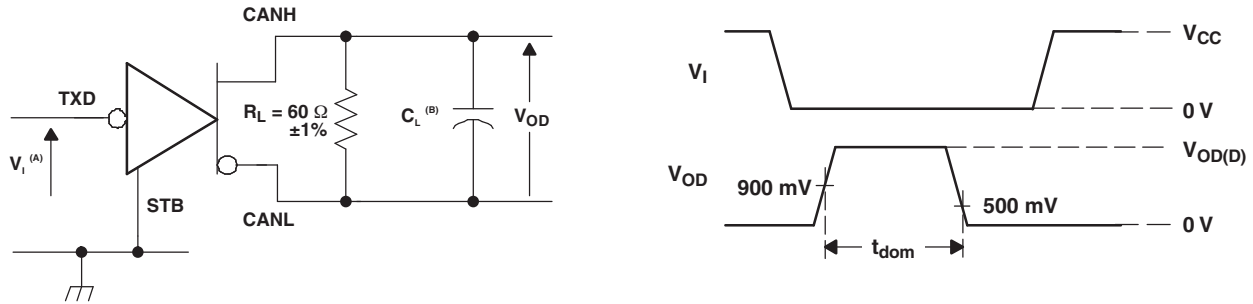 CANH
TXD
R_L = 60 Ω
±1%
C_L (B)
V_OD
V_I (A)
STB
CANL
V_I
V_CC
0 V
V_OD
900 mV
V_OD(D)
500 mV
0 V
t_dom